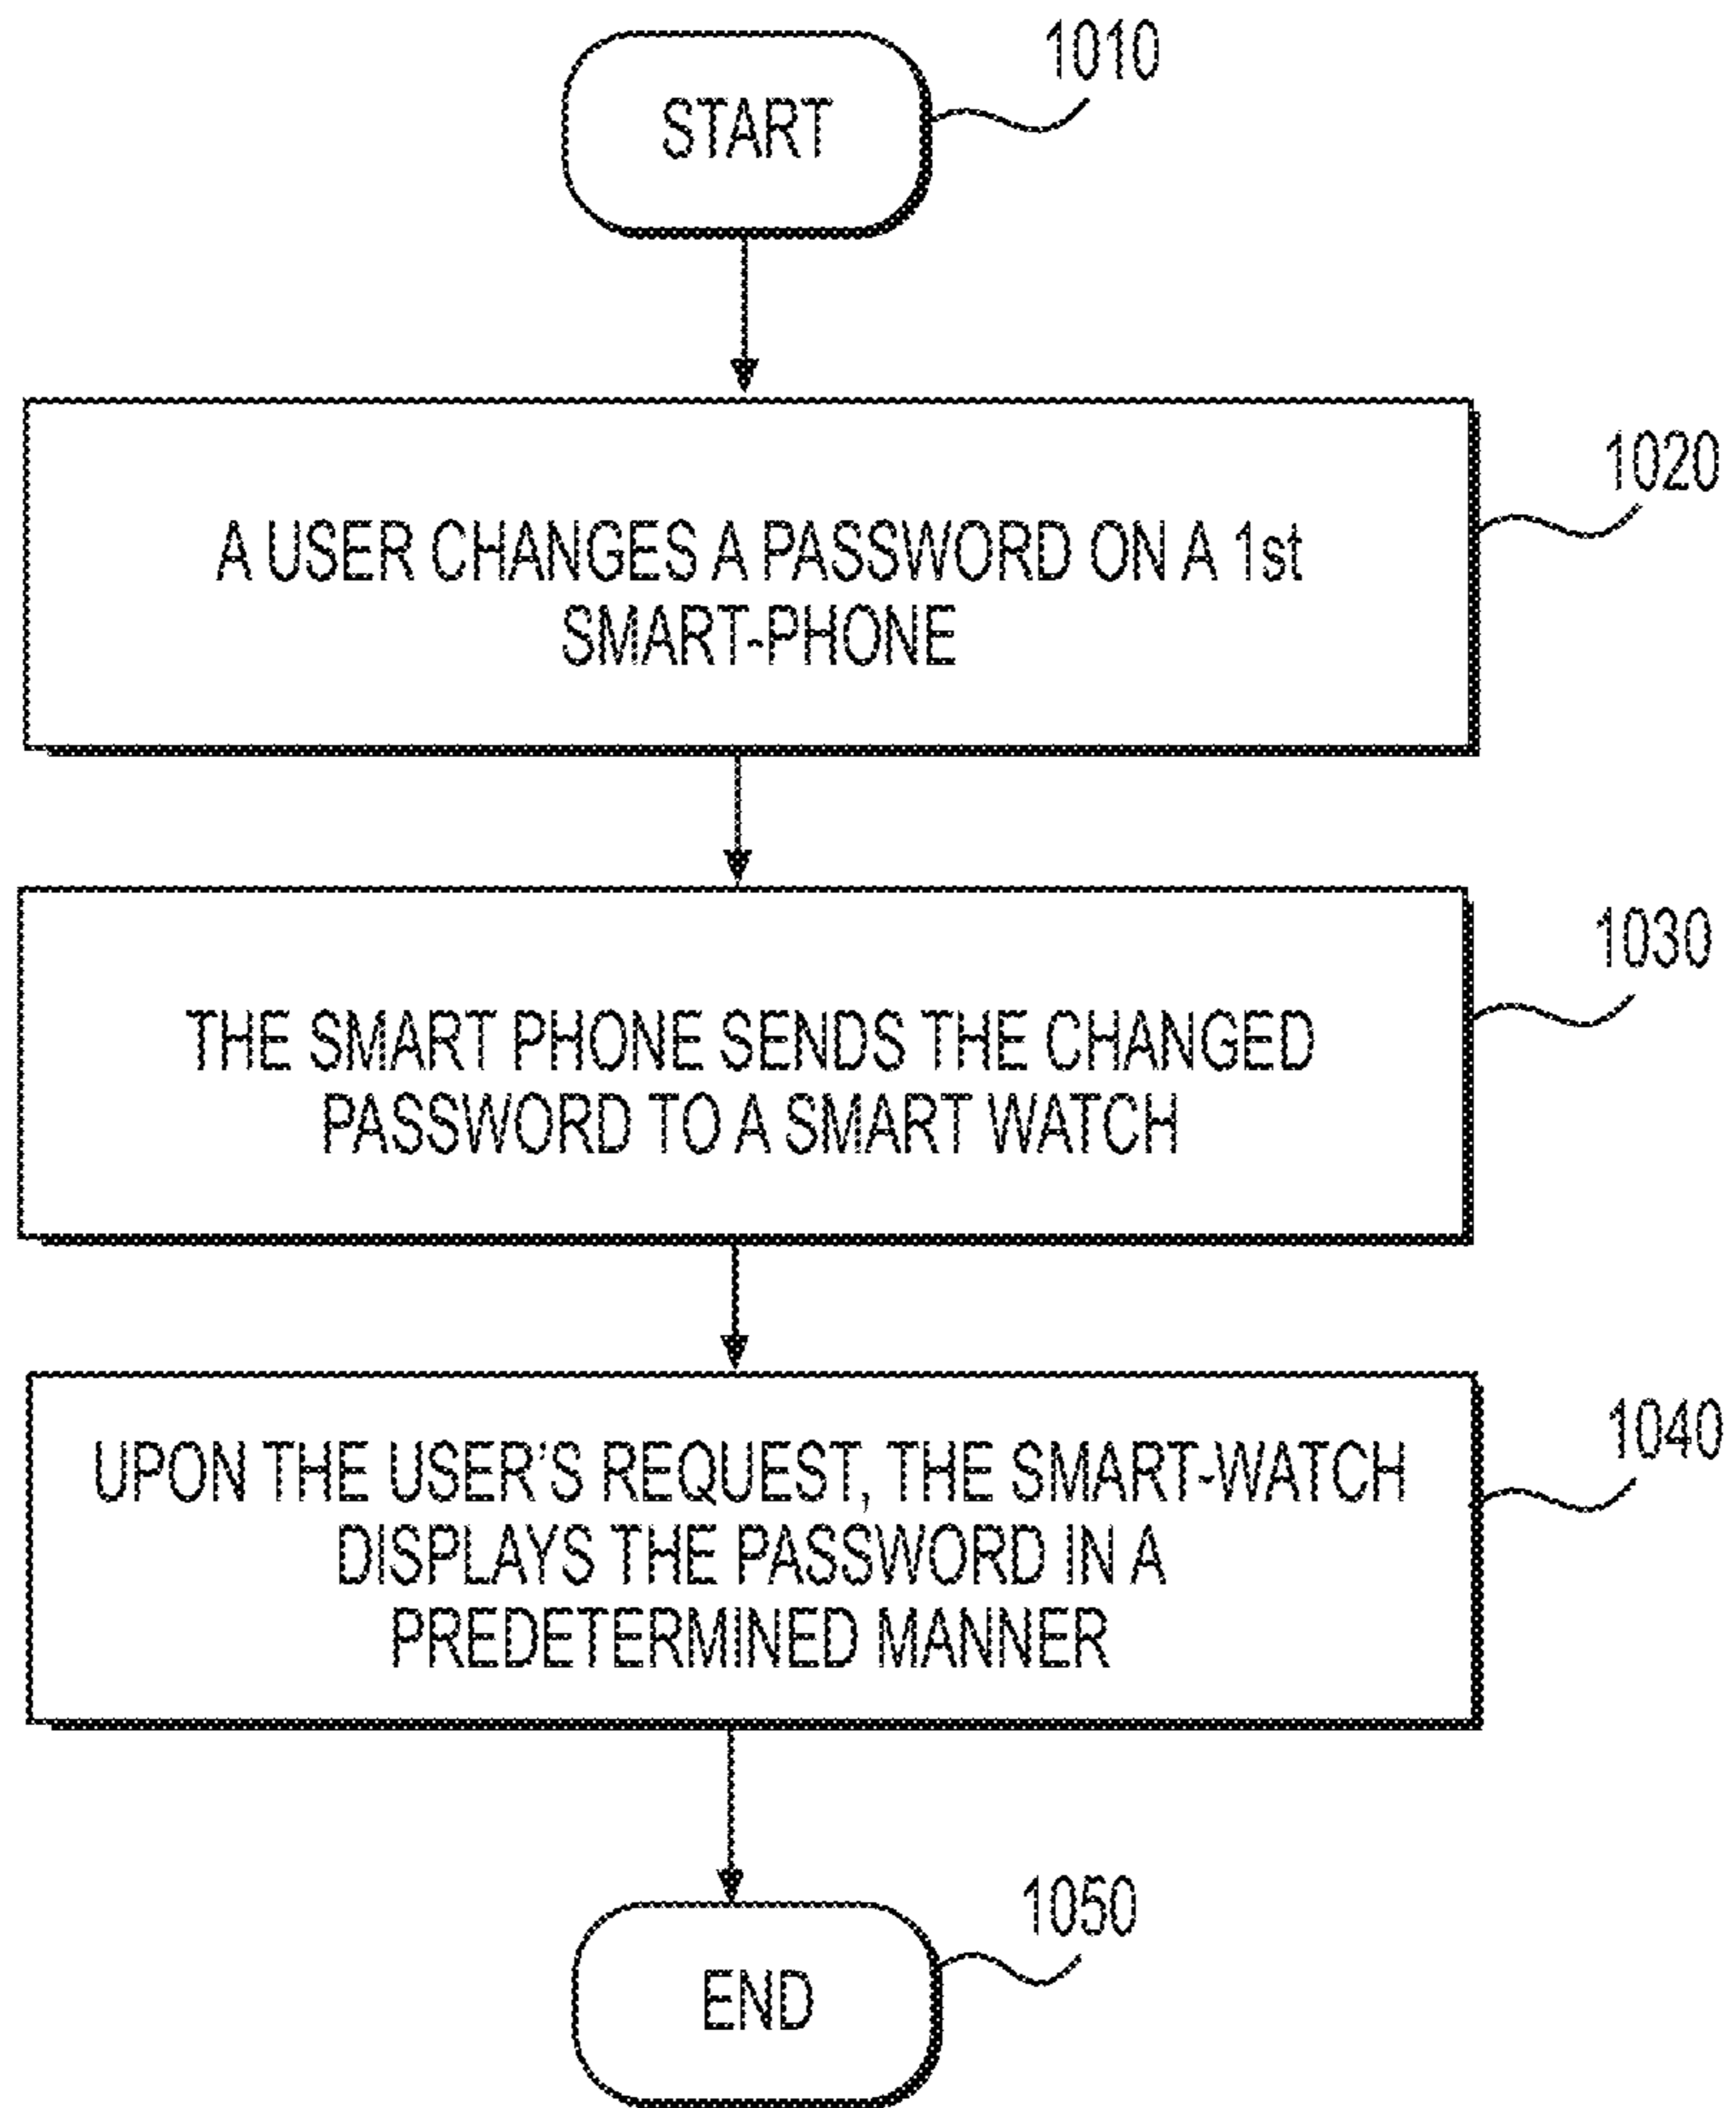 1010
START
1020
A USER CHANGES A PASSWORD ON A 1st
SMART-PHONE
1030
THE SMART PHONE SENDS THE CHANGED
PASSWORD TO A SMART WATCH
1040
UPON THE USER'S REQUEST, THE SMART-WATCH
DISPLAYS THE PASSWORD IN A
PREDETERMINED MANNER
1050
END